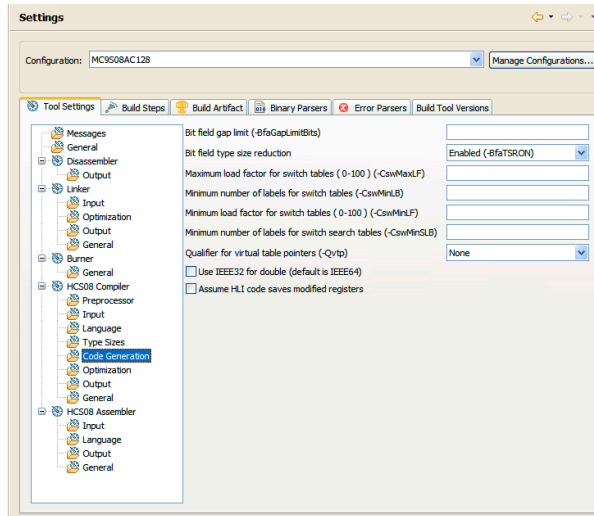 Settings
Configuration: MC9S08AC128 Manage Configurations...
Tool Settings Build Steps Build Artifact Binary Parsers Error Parsers Build Tool Versions
Messages
General
Disassembler
Output
Linker
Input
Optimization
Output
General
Burner
General
HCS08 Compiler
Preprocessor
Input
Language
Type Sizes
Code Generation
Optimization
Output
General
HCS08 Assembler
Input
Language
Output
General
Bit field gap limit (-BfaGapLimitBits)
Bit field type size reduction Enabled (-BfaTSRON)
Maximum load factor for switch tables ( 0-100 ) (-CswMaxLF)
Minimum number of labels for switch tables (-CswMinLB)
Minimum load factor for switch tables ( 0-100 ) (-CswMinLF)
Minimum number of labels for switch search tables (-CswMinSLB)
Qualifier for virtual table pointers (-Qvtp) None
Use IEEE32 for double (default is IEEE64)
Assume HLI code saves modified registers